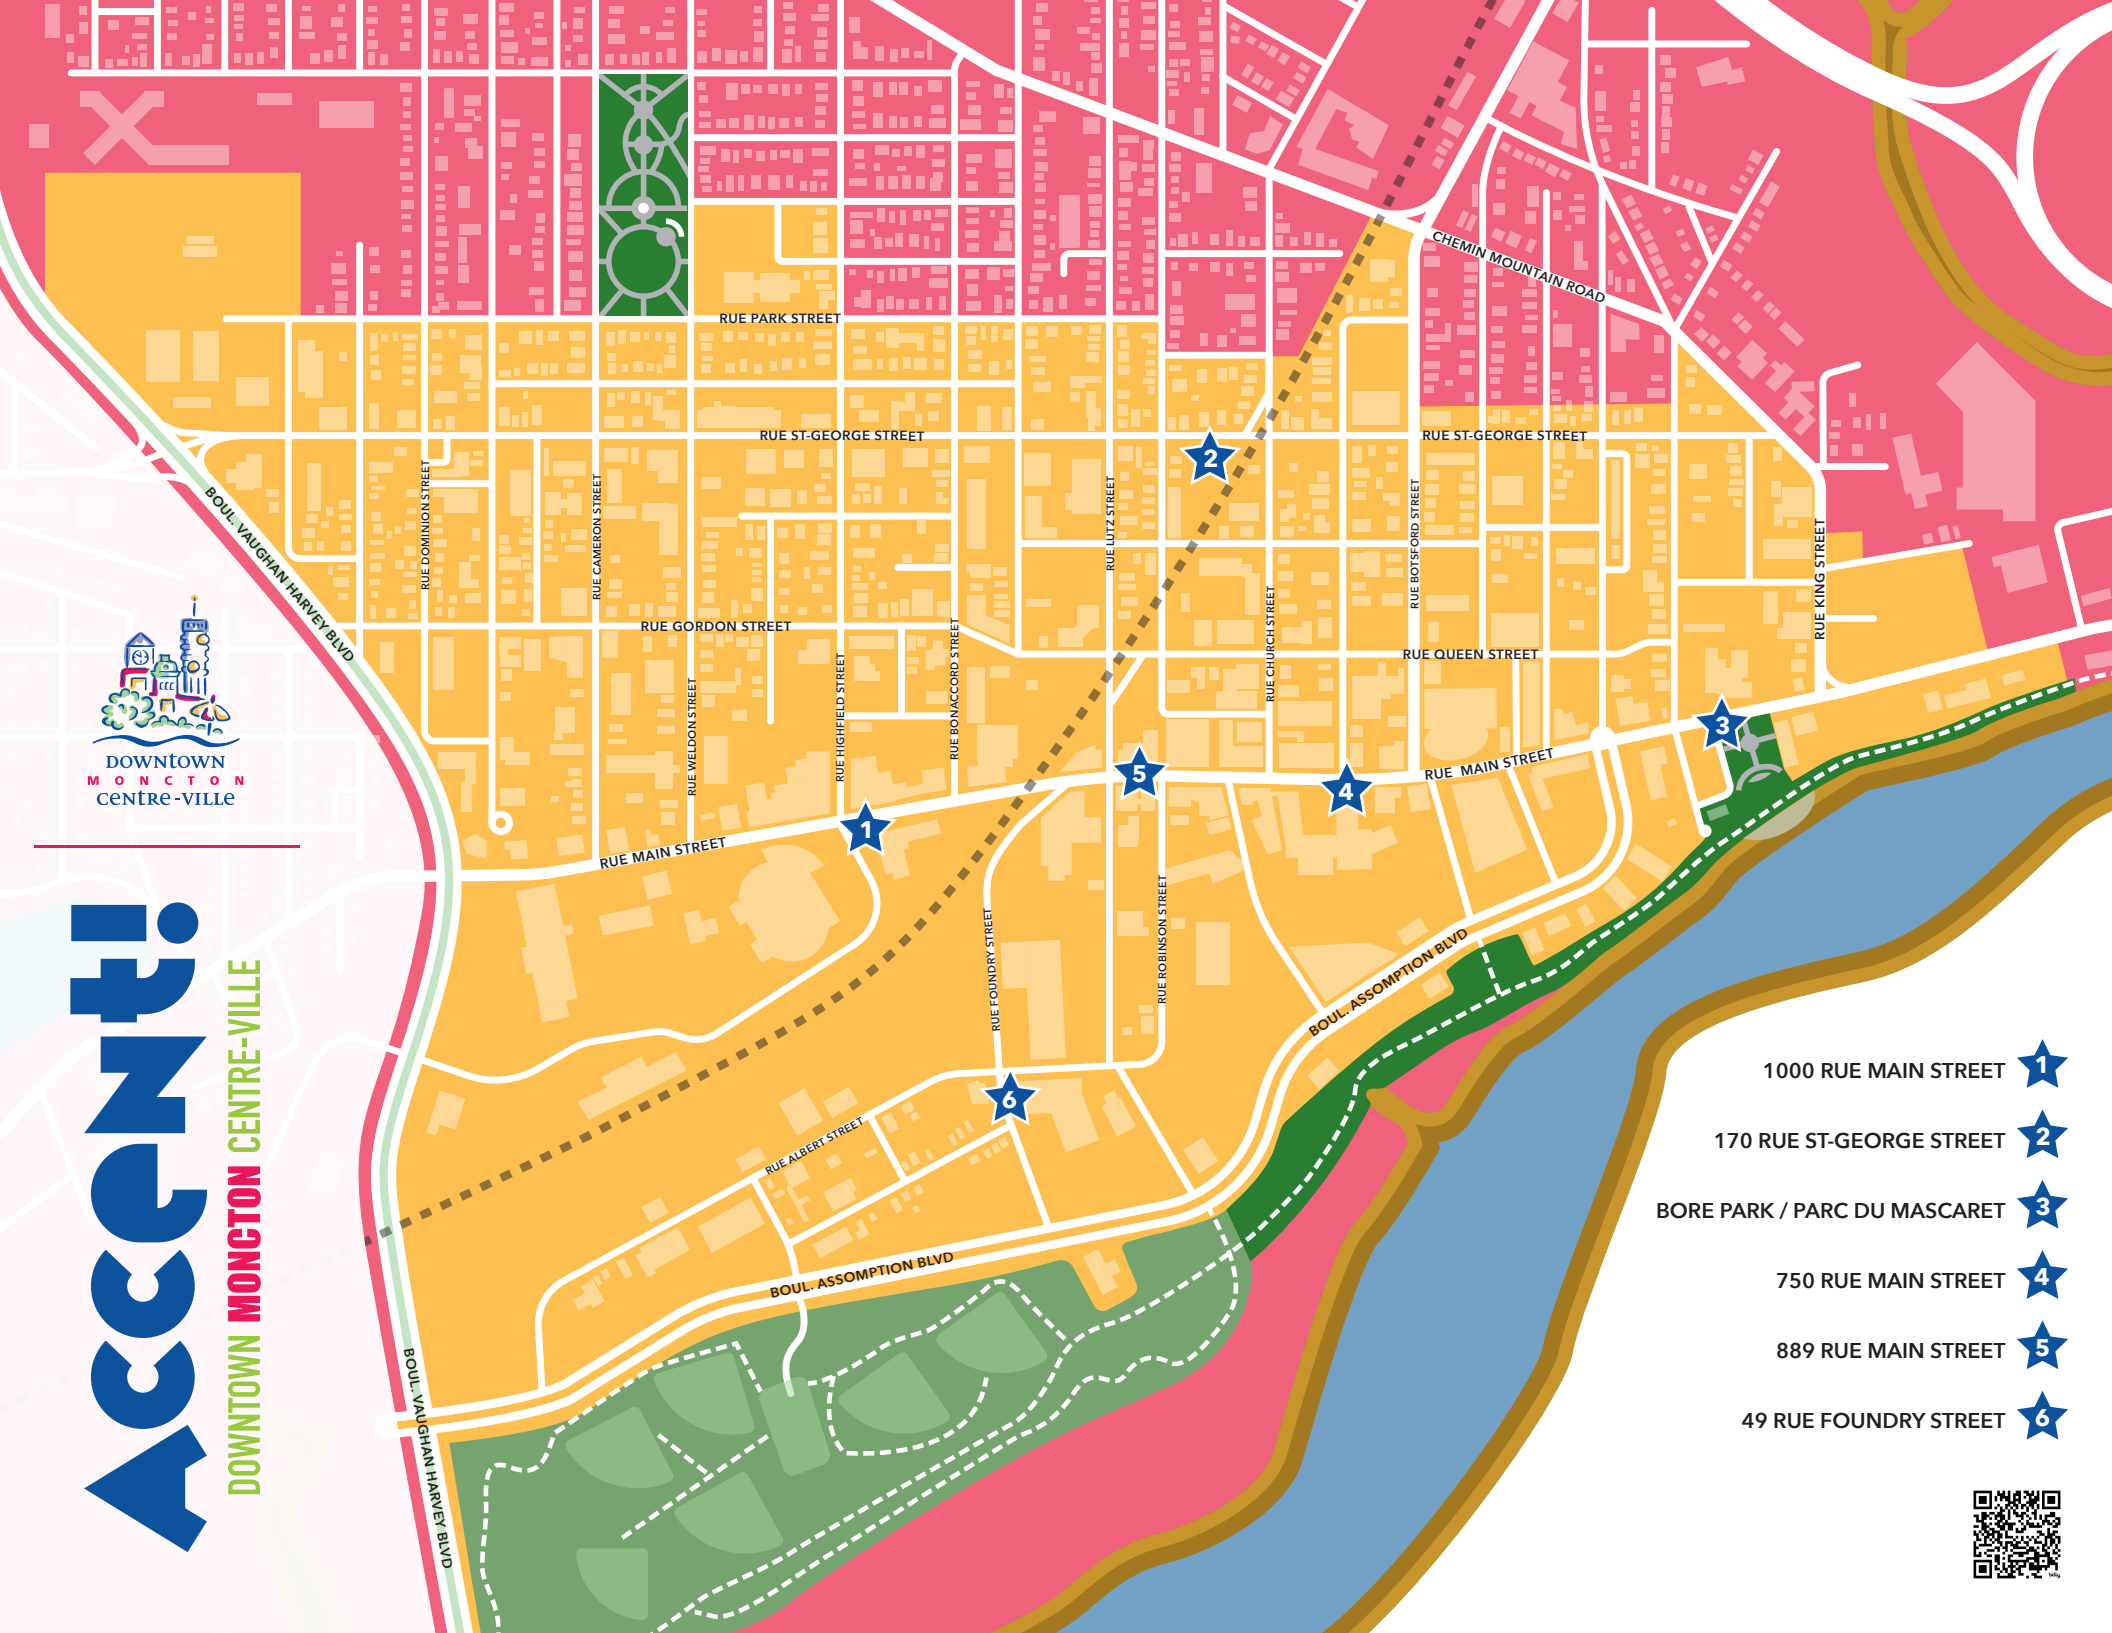 CHEMIN MOUNTAIN ROAD
RUE PARK STREET
RUE ST-GEORGE STREET
RUE ST-GEORGE STREET
2
RUE DOMINION STREET
RUE CAMERON STREET
RUE LUTZ STREET
RUE BOTSFORD STREET
RUE KING STREET
BOUL. VAUGHAN HARVEY BLVD
RUE GORDON STREET
RUE QUEEN STREET
RUE CHURCH STREET
RUE BONACCORD STREET
RUE HIGHFIELD STREET
RUE WELDON STREET
DOWNTOWN
MONCTON
CENTRE-VILLE
3
5
4
1
RUE MAIN STREET
RUE MAIN STREET
RUE FOUNDRY STREET
RUE ROBINSON STREET
BOUL. ASSOMPTION BLVD
Accent!
DOWNTOWN MONCTON CENTRE-VILLE
6
RUE ALBERT STREET
BOUL. ASSOMPTION BLVD
BOUL. VAUGHAN HARVEY BLVD
1000 RUE MAIN STREET 1
170 RUE ST-GEORGE STREET 2
BORE PARK / PARC DU MASCARET 3
750 RUE MAIN STREET 4
889 RUE MAIN STREET 5
49 RUE FOUNDRY STREET 6
bitly